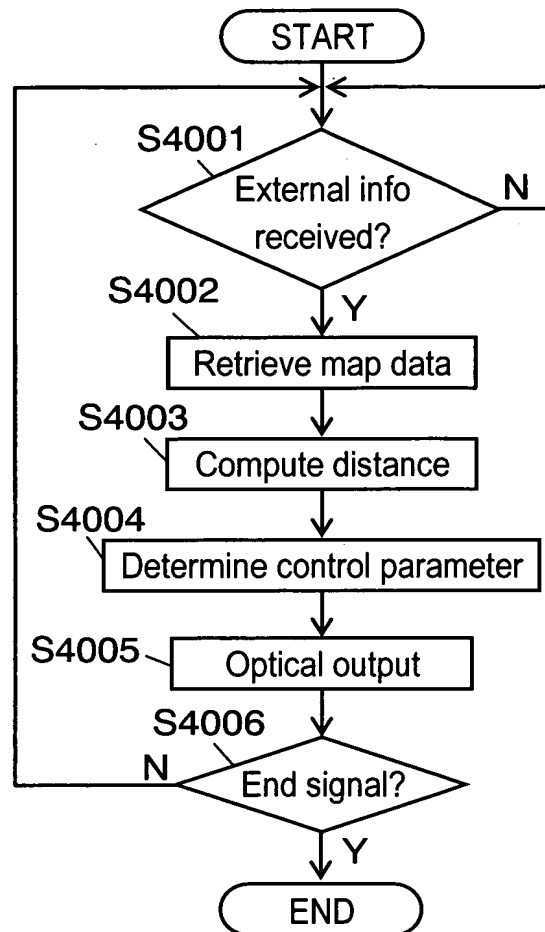 START
S4001
External info
received?
N
Y
S4002
Retrieve map data
S4003
Compute distance
S4004
Determine control parameter
S4005
Optical output
S4006
N
End signal?
Y
END